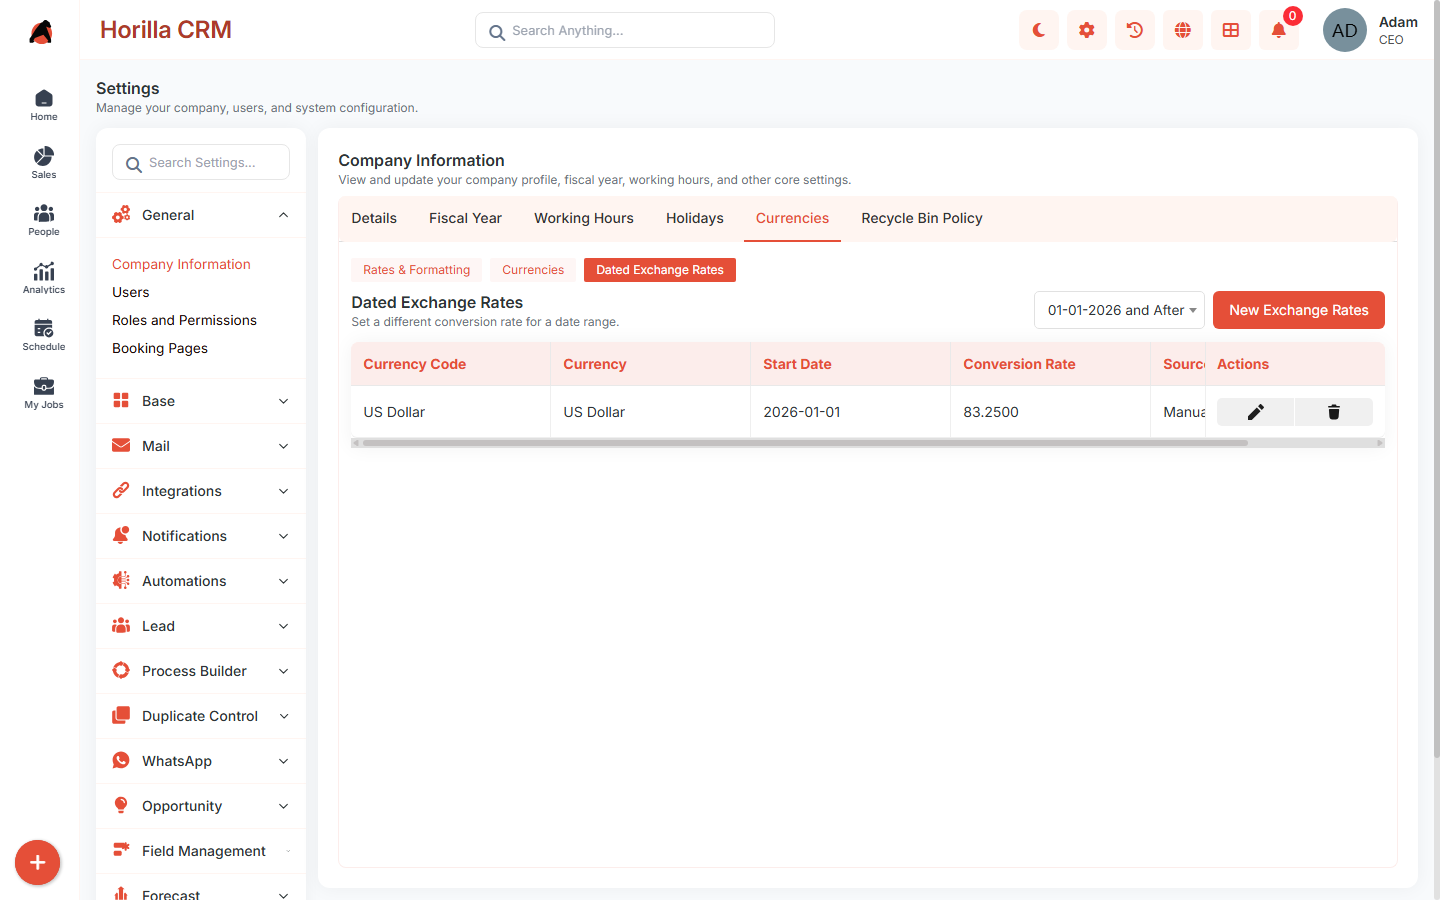 Horilla CRM
Search Anything...
0
AD
Adam
CEO
Home
Sales
People
Analytics
Schedule
My Jobs
Settings
Manage your company, users, and system configuration.
Search Settings...
General
Company Information
Users
Roles and Permissions
Booking Pages
Base
Mail
Integrations
Notifications
Automations
Lead
Process Builder
Duplicate Control
WhatsApp
Opportunity
Field Management
Forecast
Company Information
View and update your company profile, fiscal year, working hours, and other core settings.
Details Fiscal Year Working Hours Holidays Currencies Recycle Bin Policy
Rates & Formatting Currencies Dated Exchange Rates
Dated Exchange Rates
Set a different conversion rate for a date range.
01-01-2026 and After
New Exchange Rates
Currency Code Currency Start Date Conversion Rate Sourc Actions
US Dollar US Dollar 2026-01-01 83.2500 Manua